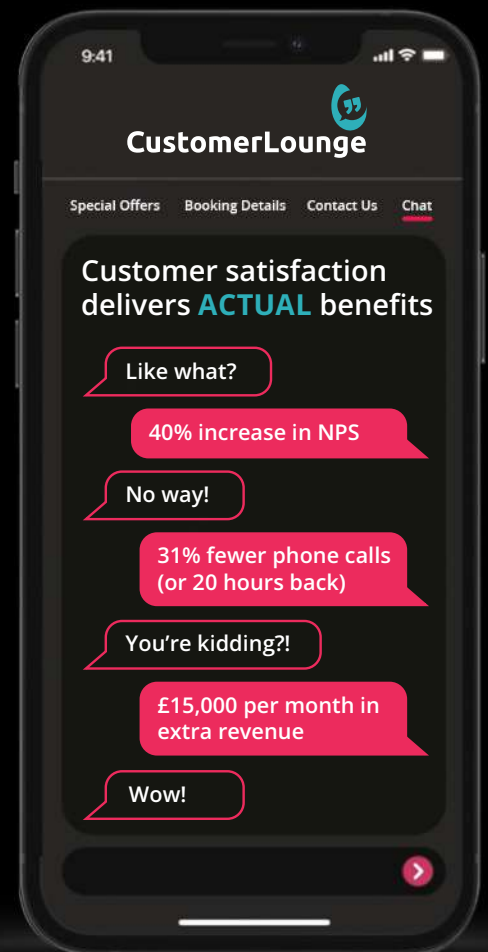 9:41
CustomerLounge
Special Offers Booking Details Contact Us Chat
Customer satisfaction
delivers ACTUAL benefits
Like what?
40% increase in NPS
No way!
31% fewer phone calls
(or 20 hours back)
You’re kidding?!
£15,000 per month in
extra revenue
Wow!